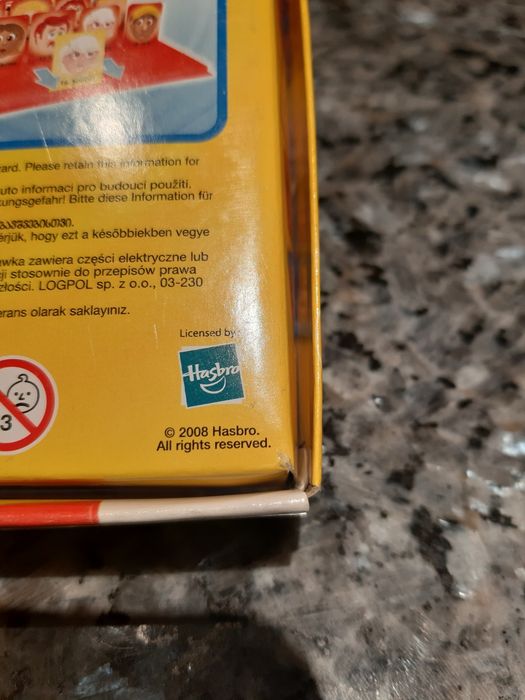 ard. Please retain this information for
uto informací pro budoucí použití.
kungsgefahr! Bitte diese Information für
érjük, hogy ezt a későbbiekben vegye
wka zawiera części elektryczne lub
ji stosownie do przepisów prawa
złości. LOGPOL sp. z o.o., 03-230
erans olarak saklayınız.
Licensed by:
Hasbro
3
© 2008 Hasbro.
All rights reserved.